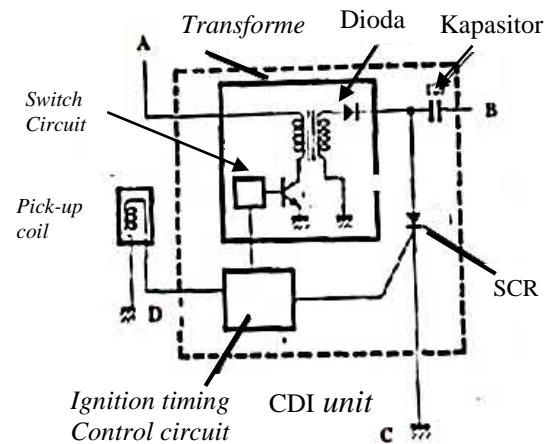 Transforme
Dioda
Kapasitor
A
Switch
Circuit
B
Pick-up
coil
SCR
D
Ignition timing
Control circuit
CDI unit
C